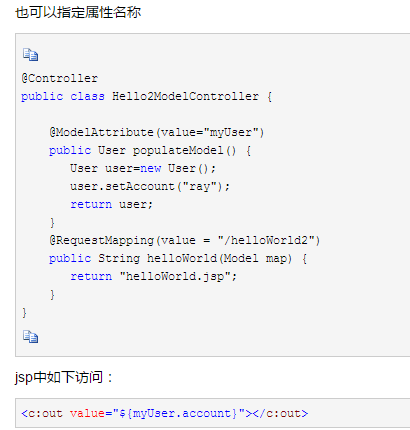 也可以指定属性名称
@Controller
public class Hello2ModelController {
@ModelAttribute(value="myUser")
public User populateModel() {
User user=new User();
user.setAccount("ray");
return user;
}
@RequestMapping(value = "/helloWorld2")
public String helloWorld(Model map) {
return "helloWorld.jsp";
}
}
jsp中如下访问：
<c:out value="${myUser.account}"></c:out>